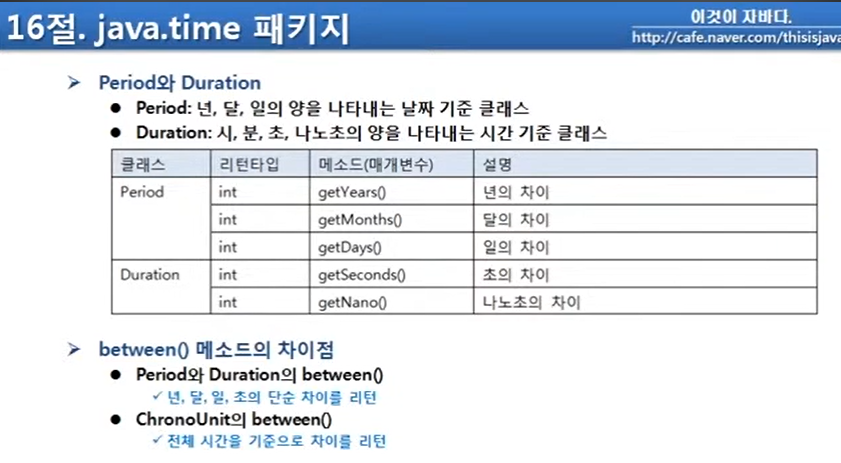 16절. java.time 패키지
이것이 자바다.
http://cafe.naver.com/thisisjava
Period와 Duration
Period: 년, 달, 일의 양을 나타내는 날짜 기준 클래스
Duration: 시, 분, 초, 나노초의 양을 나타내는 시간 기준 클래스
클래스 리턴타입 메소드(매개변수) 설명
Period int getYears() 년의 차이
int getMonths() 달의 차이
int getDays() 일의 차이
Duration int getSeconds() 초의 차이
int getNano() 나노초의 차이
between() 메소드의 차이점
Period와 Duration의 between()
년, 달, 일, 초의 단순 차이를 리턴
ChronoUnit의 between()
전체 시간을 기준으로 차이를 리턴